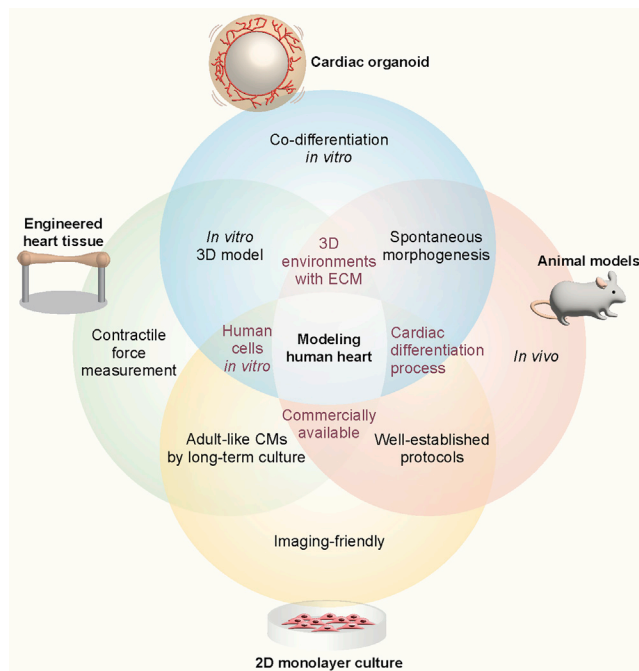 Cardiac organoid
Co-differentiation
in vitro
Engineered
heart tissue
In vitro
3D model
3D
environments
with ECM
Spontaneous
morphogenesis
Animal models
Contractile
force
measurement
Human
cells
in vitro
Modeling
human heart
Cardiac
differentiation
process
In vivo
Commercially
available
Adult-like CMs
by long-term culture
Well-established
protocols
Imaging-friendly
2D monolayer culture